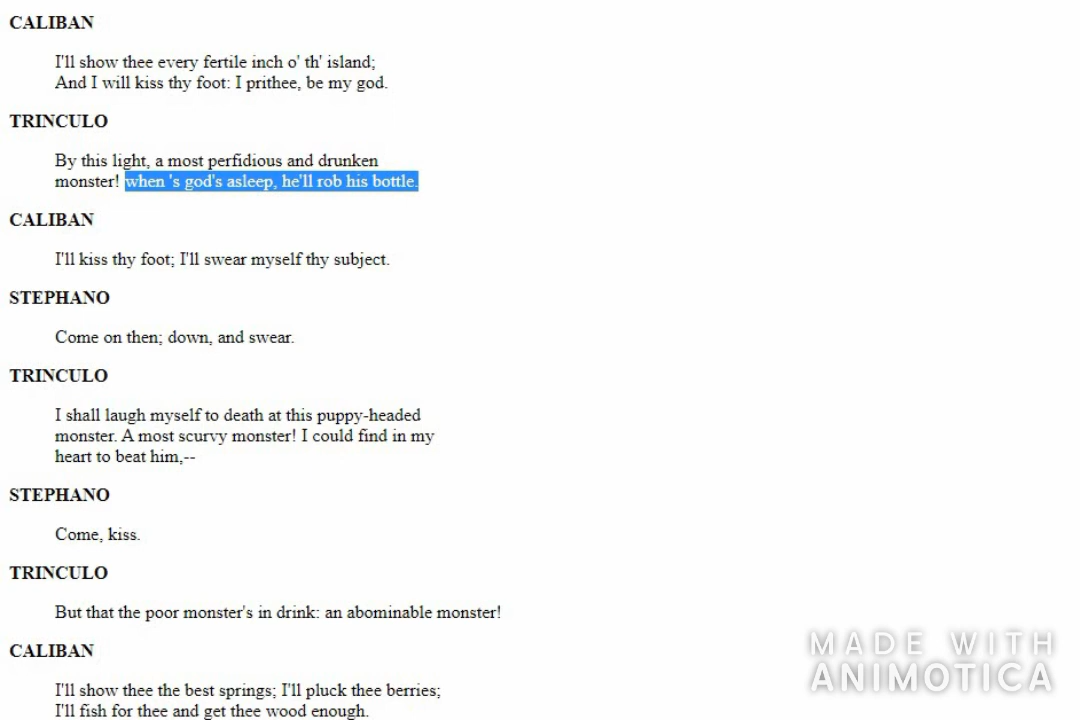 CALIBAN
I'll show thee every fertile inch o' th' island;
And I will kiss thy foot: I prithee, be my god.
TRINCULO
By this light, a most perfidious and drunken
monster! when 's god's asleep, he'll rob his bottle.
CALIBAN
I'll kiss thy foot; I'll swear myself thy subject.
STEPHANO
Come on then; down, and swear.
TRINCULO
I shall laugh myself to death at this puppy-headed
monster. A most scurvy monster! I could find in my
heart to beat him,--
STEPHANO
Come, kiss.
TRINCULO
But that the poor monster's in drink: an abominable monster!
CALIBAN
I'll show thee the best springs; I'll pluck thee berries;
I'll fish for thee and get thee wood enough.
MADE WITH
ANIMOTICA